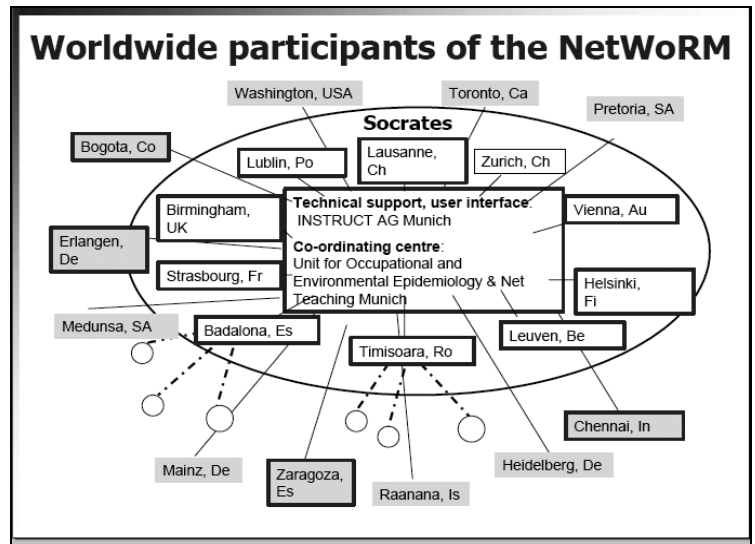 Worldwide participants of the NetWoRM
Washington, USA
Toronto, Ca
Pretoria, SA
Socrates
Bogota, Co
Lublin, Po
Lausanne,
Ch
Zurich, Ch
Technical support, user interface:
INSTRUCT AG Munich
Birmingham,
UK
Vienna, Au
Erlangen,
De
Co-ordinating centre:
Unit for Occupational and
Environmental Epidemiology & Net
Teaching Munich
Strasbourg, Fr
Helsinki,
Fi
Medunsa, SA
Badalona, Es
Leuven, Be
Timisoara, Ro
Chennai, In
Mainz, De
Zaragoza,
Es
Heidelberg, De
Raanana, Is